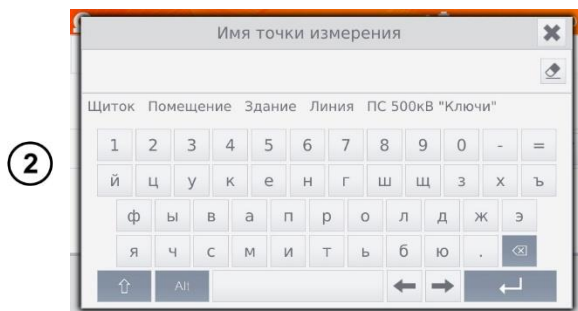 Имя точки измерения
Щиток Помещение Здание Линия ПС 500кВ "Ключи"
2
1 2 3 4 5 6 7 8 9 0 - =
й ц у к е н г ш щ з х ъ
ф ы в а п р о л д ж э
я ч с м и т ь б ю .
Alt